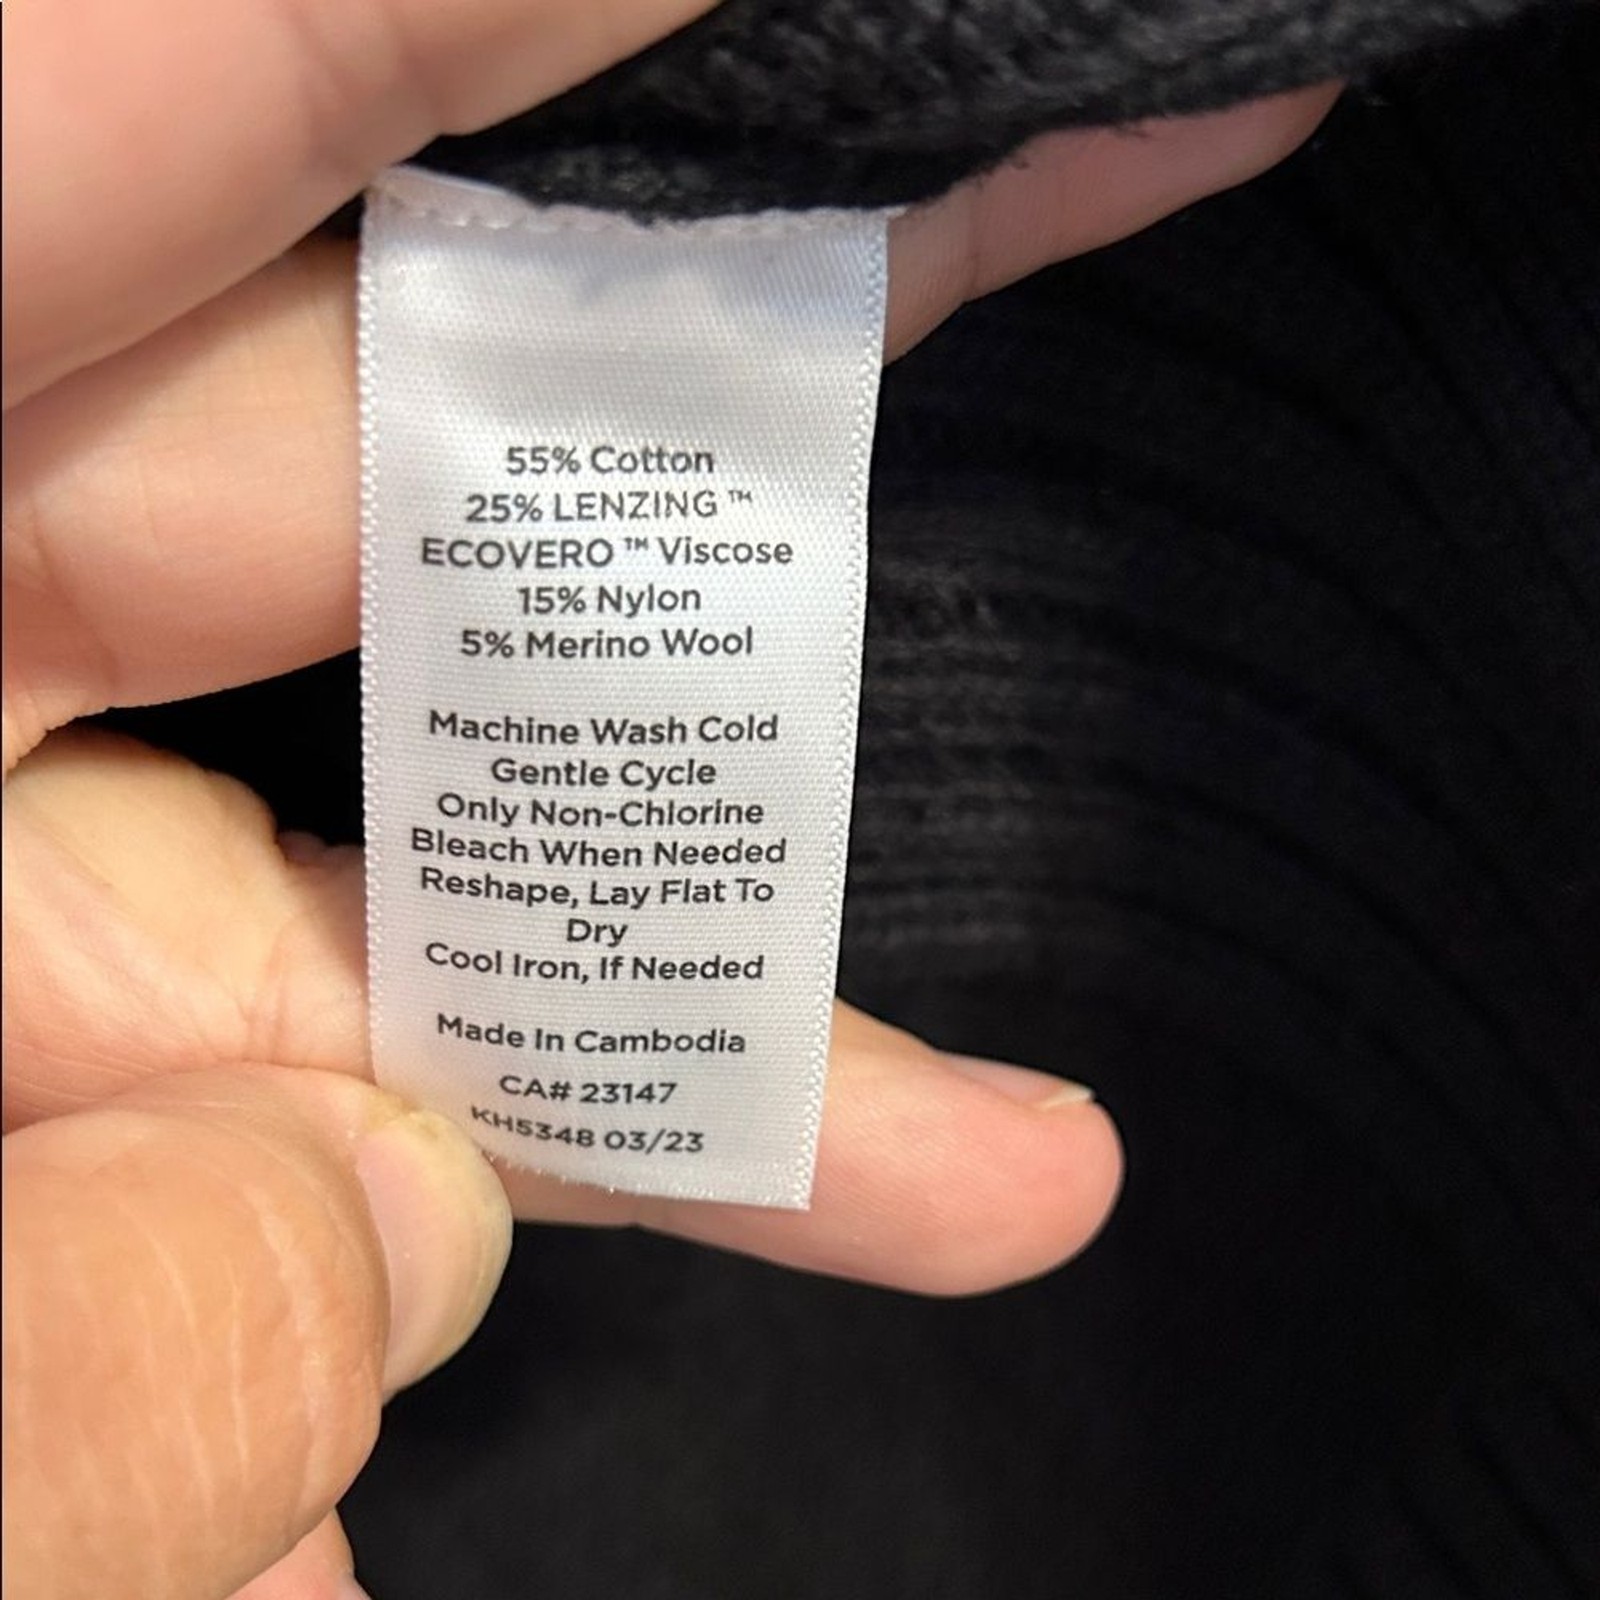 55% Cotton
25% LENZING™
ECOVERO™ Viscose
15% Nylon
5% Merino Wool
Machine Wash Cold
Gentle Cycle
Only Non-Chlorine
Bleach When Needed
Reshape, Lay Flat To
Dry
Cool Iron, If Needed
Made In Cambodia
CA# 23147
KH5348 03/23